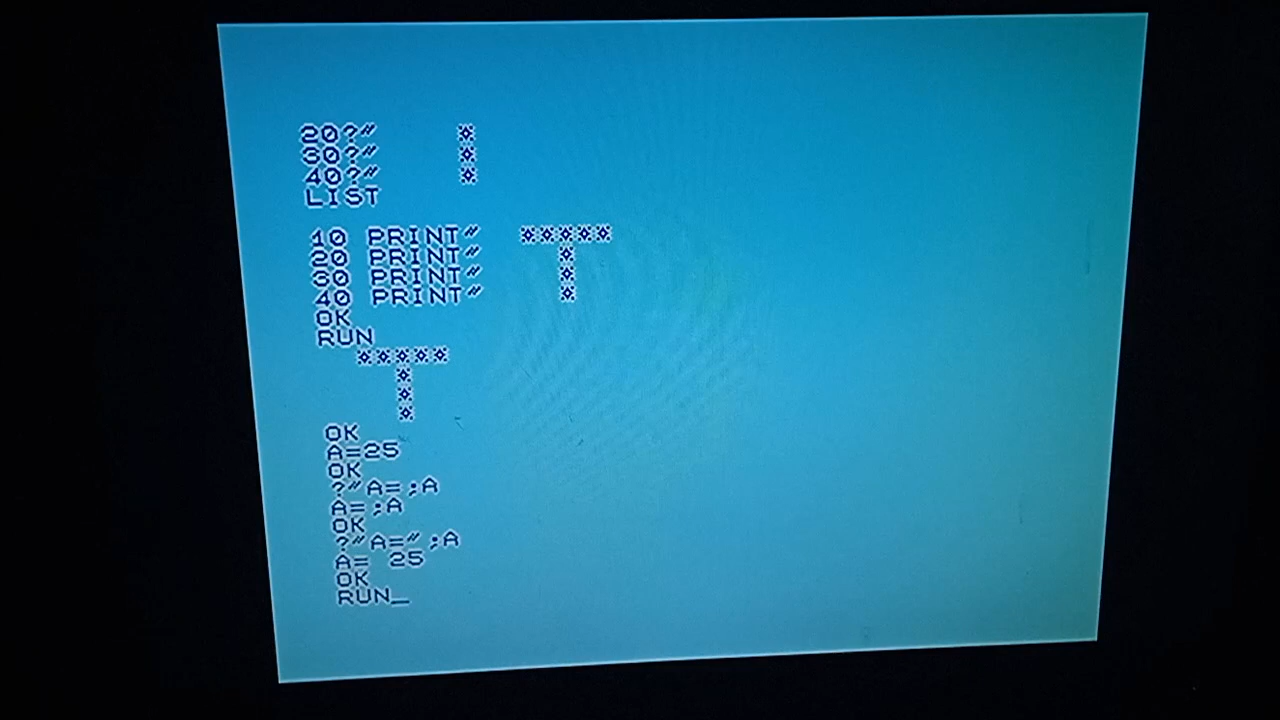 20?"      *
30?"      *
40?"      *
LIST
10 PRINT"   *****
20 PRINT"     *
30 PRINT"     *
40 PRINT"     *
OK
RUN
  *****
    *
    *
    *
OK
A=25
OK
?"A=;A
A=;A
OK
?"A=";A
A= 25
OK
RUN_